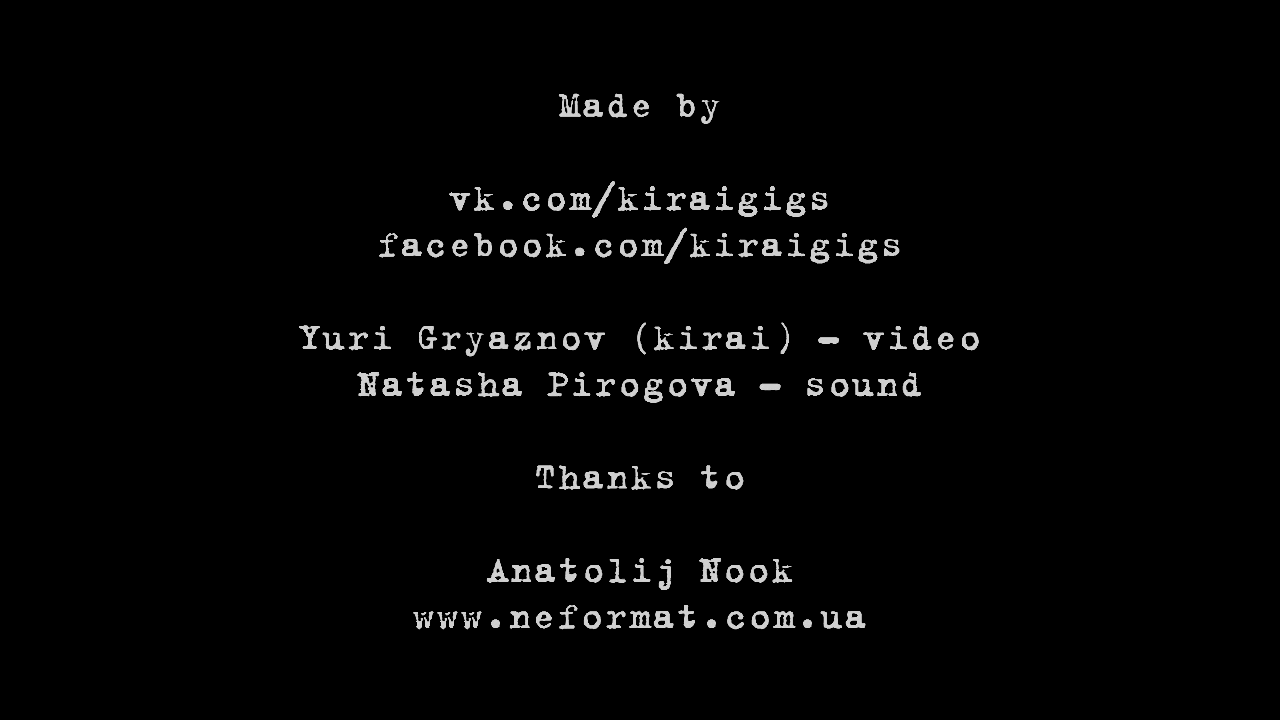 Made by
vk.com/kiraigigs
facebook.com/kiraigigs
Yuri Gryaznov (kirai) - video
Natasha Pirogova - sound
Thanks to
Anatolij Nook
www.neformat.com.ua